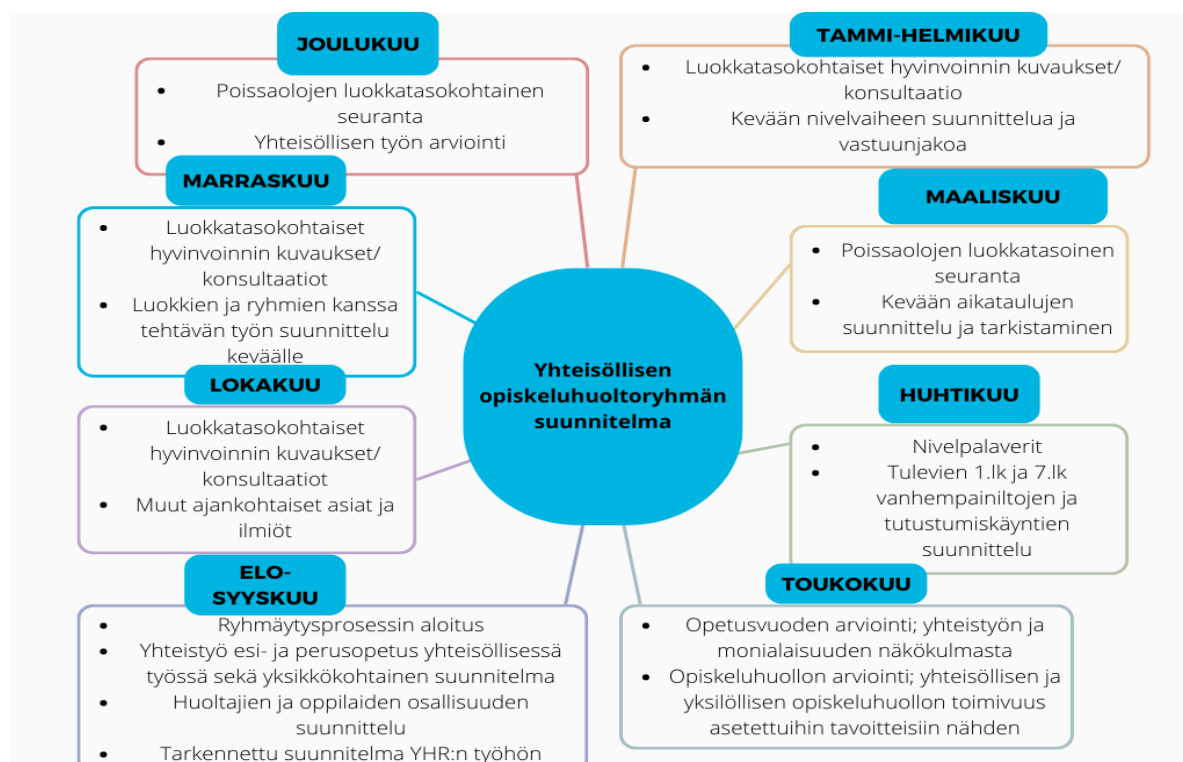 JOULUKUU
• Poissaolojen luokkatasokohtainen
seuranta
• Yhteisöllisen työn arviointi
TAMMI-HELMIKUU
• Luokkatasokohtaiset hyvinvoinnin kuvaukset/
konsultaatio
• Kevään nivelvaiheen suunnittelua ja
vastuunjakoa
MARRASKUU
• Luokkatasokohtaiset
hyvinvoinnin kuvaukset/
konsultaatiot
• Luokkien ja ryhmien kanssa
tehtävän työn suunnittelu
keväälle
MAALISKUU
• Poissaolojen luokkatasoinen
seuranta
• Kevään aikataulujen
suunnittelu ja tarkistaminen
Yhteisöllisen
opiskeluhuoltoryhmän
suunnitelma
LOKAKUU
• Luokkatasokohtaiset
hyvinvoinnin kuvaukset/
konsultaatiot
• Muut ajankohtaiset asiat ja
ilmiöt
HUHTIKUU
• Nivelpalaverit
• Tulevien 1.lk ja 7.lk
vanhempainiltojen ja
tutustumiskäyntien
suunnittelu
ELO-
SYYSKUU
• Ryhmäytysprosessin aloitus
• Yhteistyö esi- ja perusopetus yhteisöllisessä
työssä sekä yksikkökohtainen suunnitelma
• Huoltajien ja oppilaiden osallisuuden
suunnittelu
• Tarkennettu suunnitelma YHR:n työhön
TOUKOKUU
• Opetusvuoden arviointi; yhteistyön ja
monialaisuuden näkökulmasta
• Opiskeluhuollon arviointi; yhteisöllisen ja
yksilöllisen opiskeluhuollon toimivuus
asetettuihin tavoitteisiin nähden